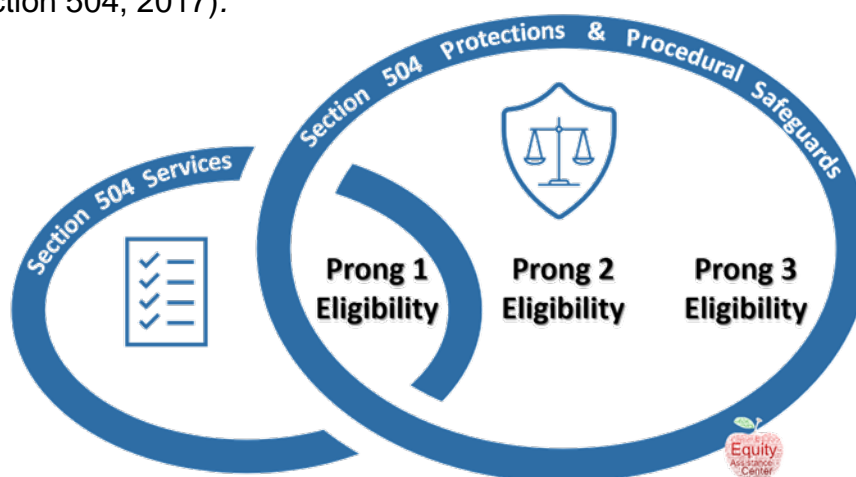 ction 504, 2017).
Section 504 Protections & Procedural Safeguards
Section 504 Services
Prong 1
Eligibility
Prong 2
Eligibility
Prong 3
Eligibility
Equity
Assistance
Center